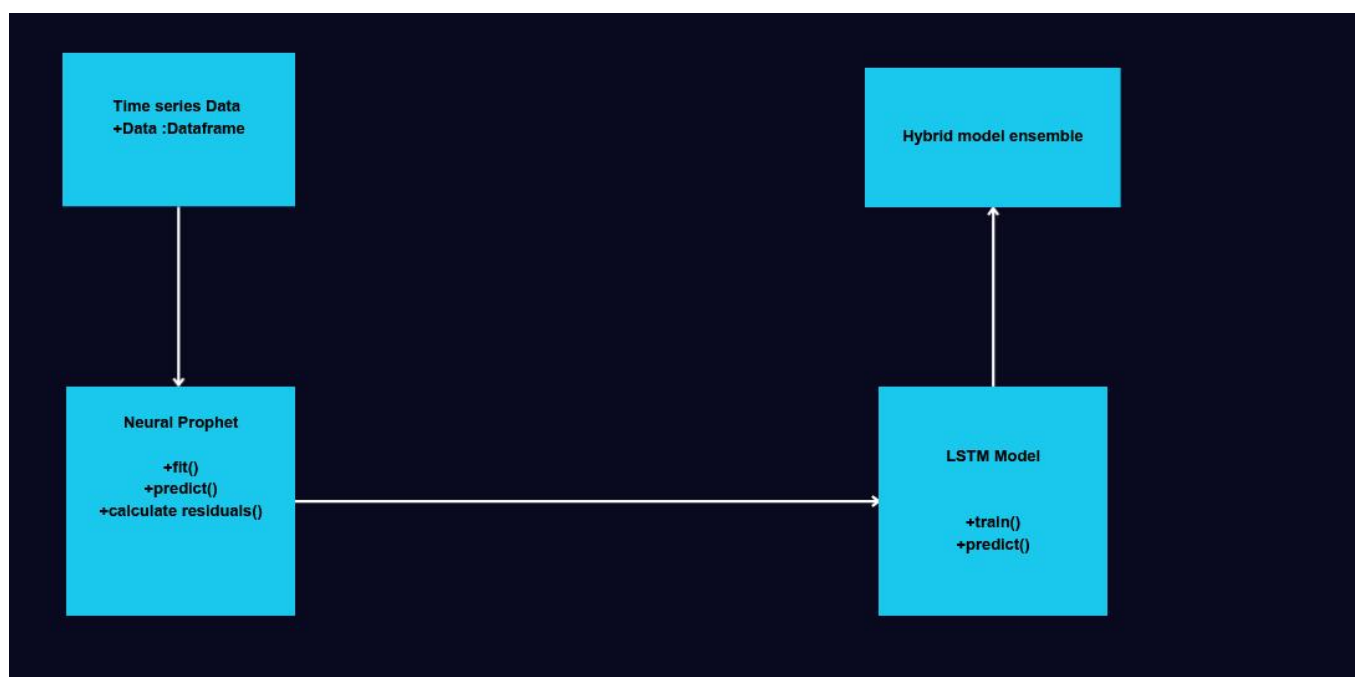 Time series Data
+Data :Dataframe
Hybrid model ensemble
Neural Prophet
+fit()
+predict()
+calculate residuals()
LSTM Model
+train()
+predict()